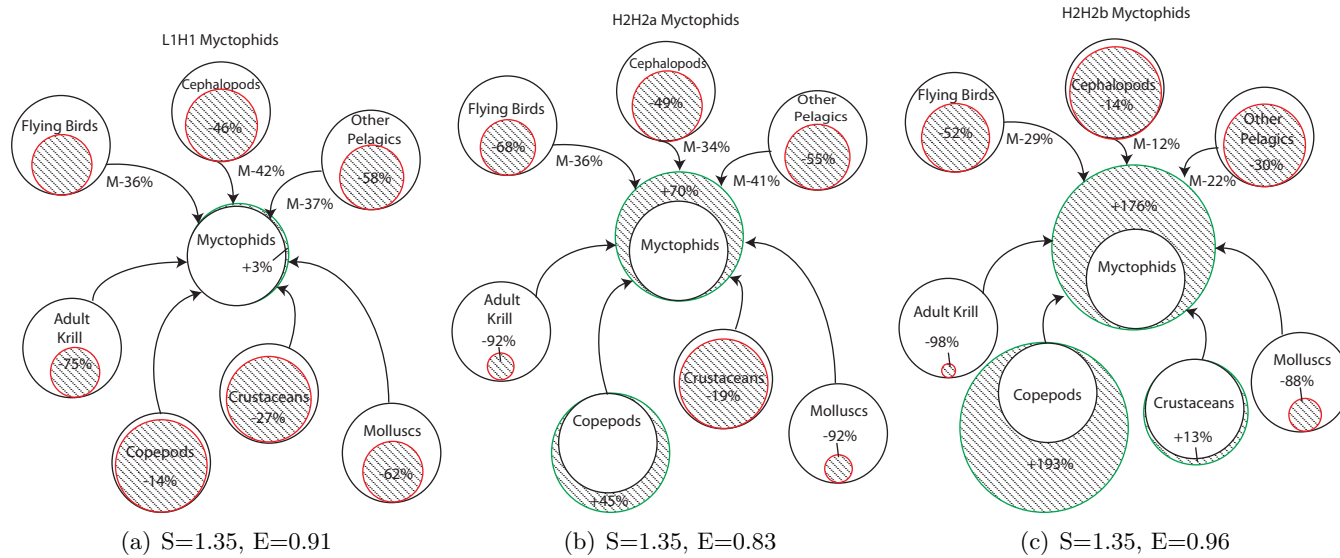 L1H1 Myctophids
Flying Birds
Cephalopods
-46%
Other
Pelagics
-58%
M-36%
M-42%
M-37%
Myctophids
+3%
Adult
Krill
-75%
Crustaceans
-27%
Copepods
-14%
Molluscs
-62%
(a) S=1.35, E=0.91
H2H2a Myctophids
Flying Birds
-68%
Cephalopods
-49%
Other
Pelagics
-55%
M-36%
M-34%
M-41%
+70%
Myctophids
Adult
Krill
-92%
Crustaceans
-19%
Copepods
+45%
Molluscs
-92%
(b) S=1.35, E=0.83
H2H2b Myctophids
Flying Birds
-52%
Cephalopods
-14%
Other
Pelagics
-30%
M-29%
M-12%
M-22%
+176%
Myctophids
Adult Krill
-98%
Copepods
+193%
Crustaceans
+13%
Molluscs
-88%
(c) S=1.35, E=0.96